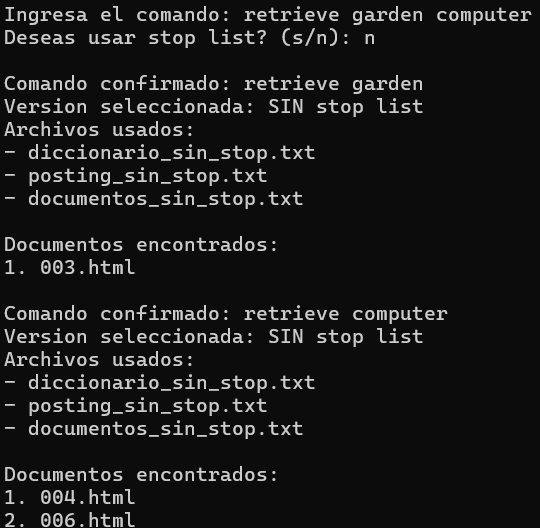 Ingresa el comando: retrieve garden computer
Deseas usar stop list? (s/n): n
Comando confirmado: retrieve garden
Version seleccionada: SIN stop list
Archivos usados:
- diccionario_sin_stop.txt
- posting_sin_stop.txt
- documentos_sin_stop.txt
Documentos encontrados:
1. 003.html
Comando confirmado: retrieve computer
Version seleccionada: SIN stop list
Archivos usados:
- diccionario_sin_stop.txt
- posting_sin_stop.txt
- documentos_sin_stop.txt
Documentos encontrados:
1. 004.html
2. 006.html